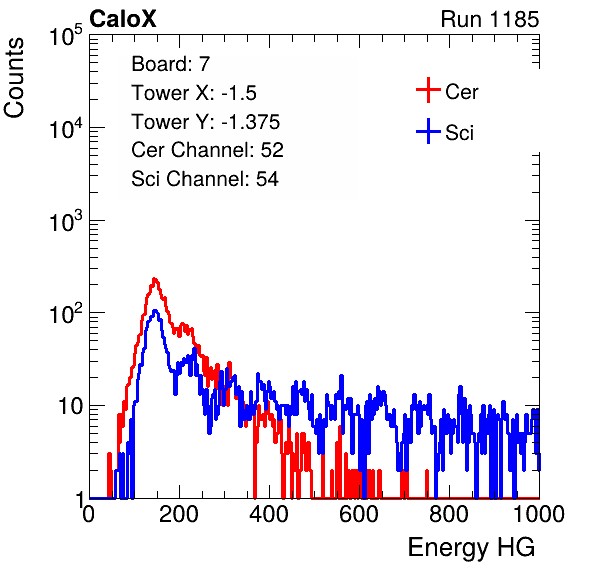 CaloX Run 1185
Counts
10^5
10^4
10^3
10^2
10
1
Board: 7
Tower X: -1.5
Tower Y: -1.375
Cer Channel: 52
Sci Channel: 54
Cer
Sci
0 200 400 600 800 1000
Energy HG